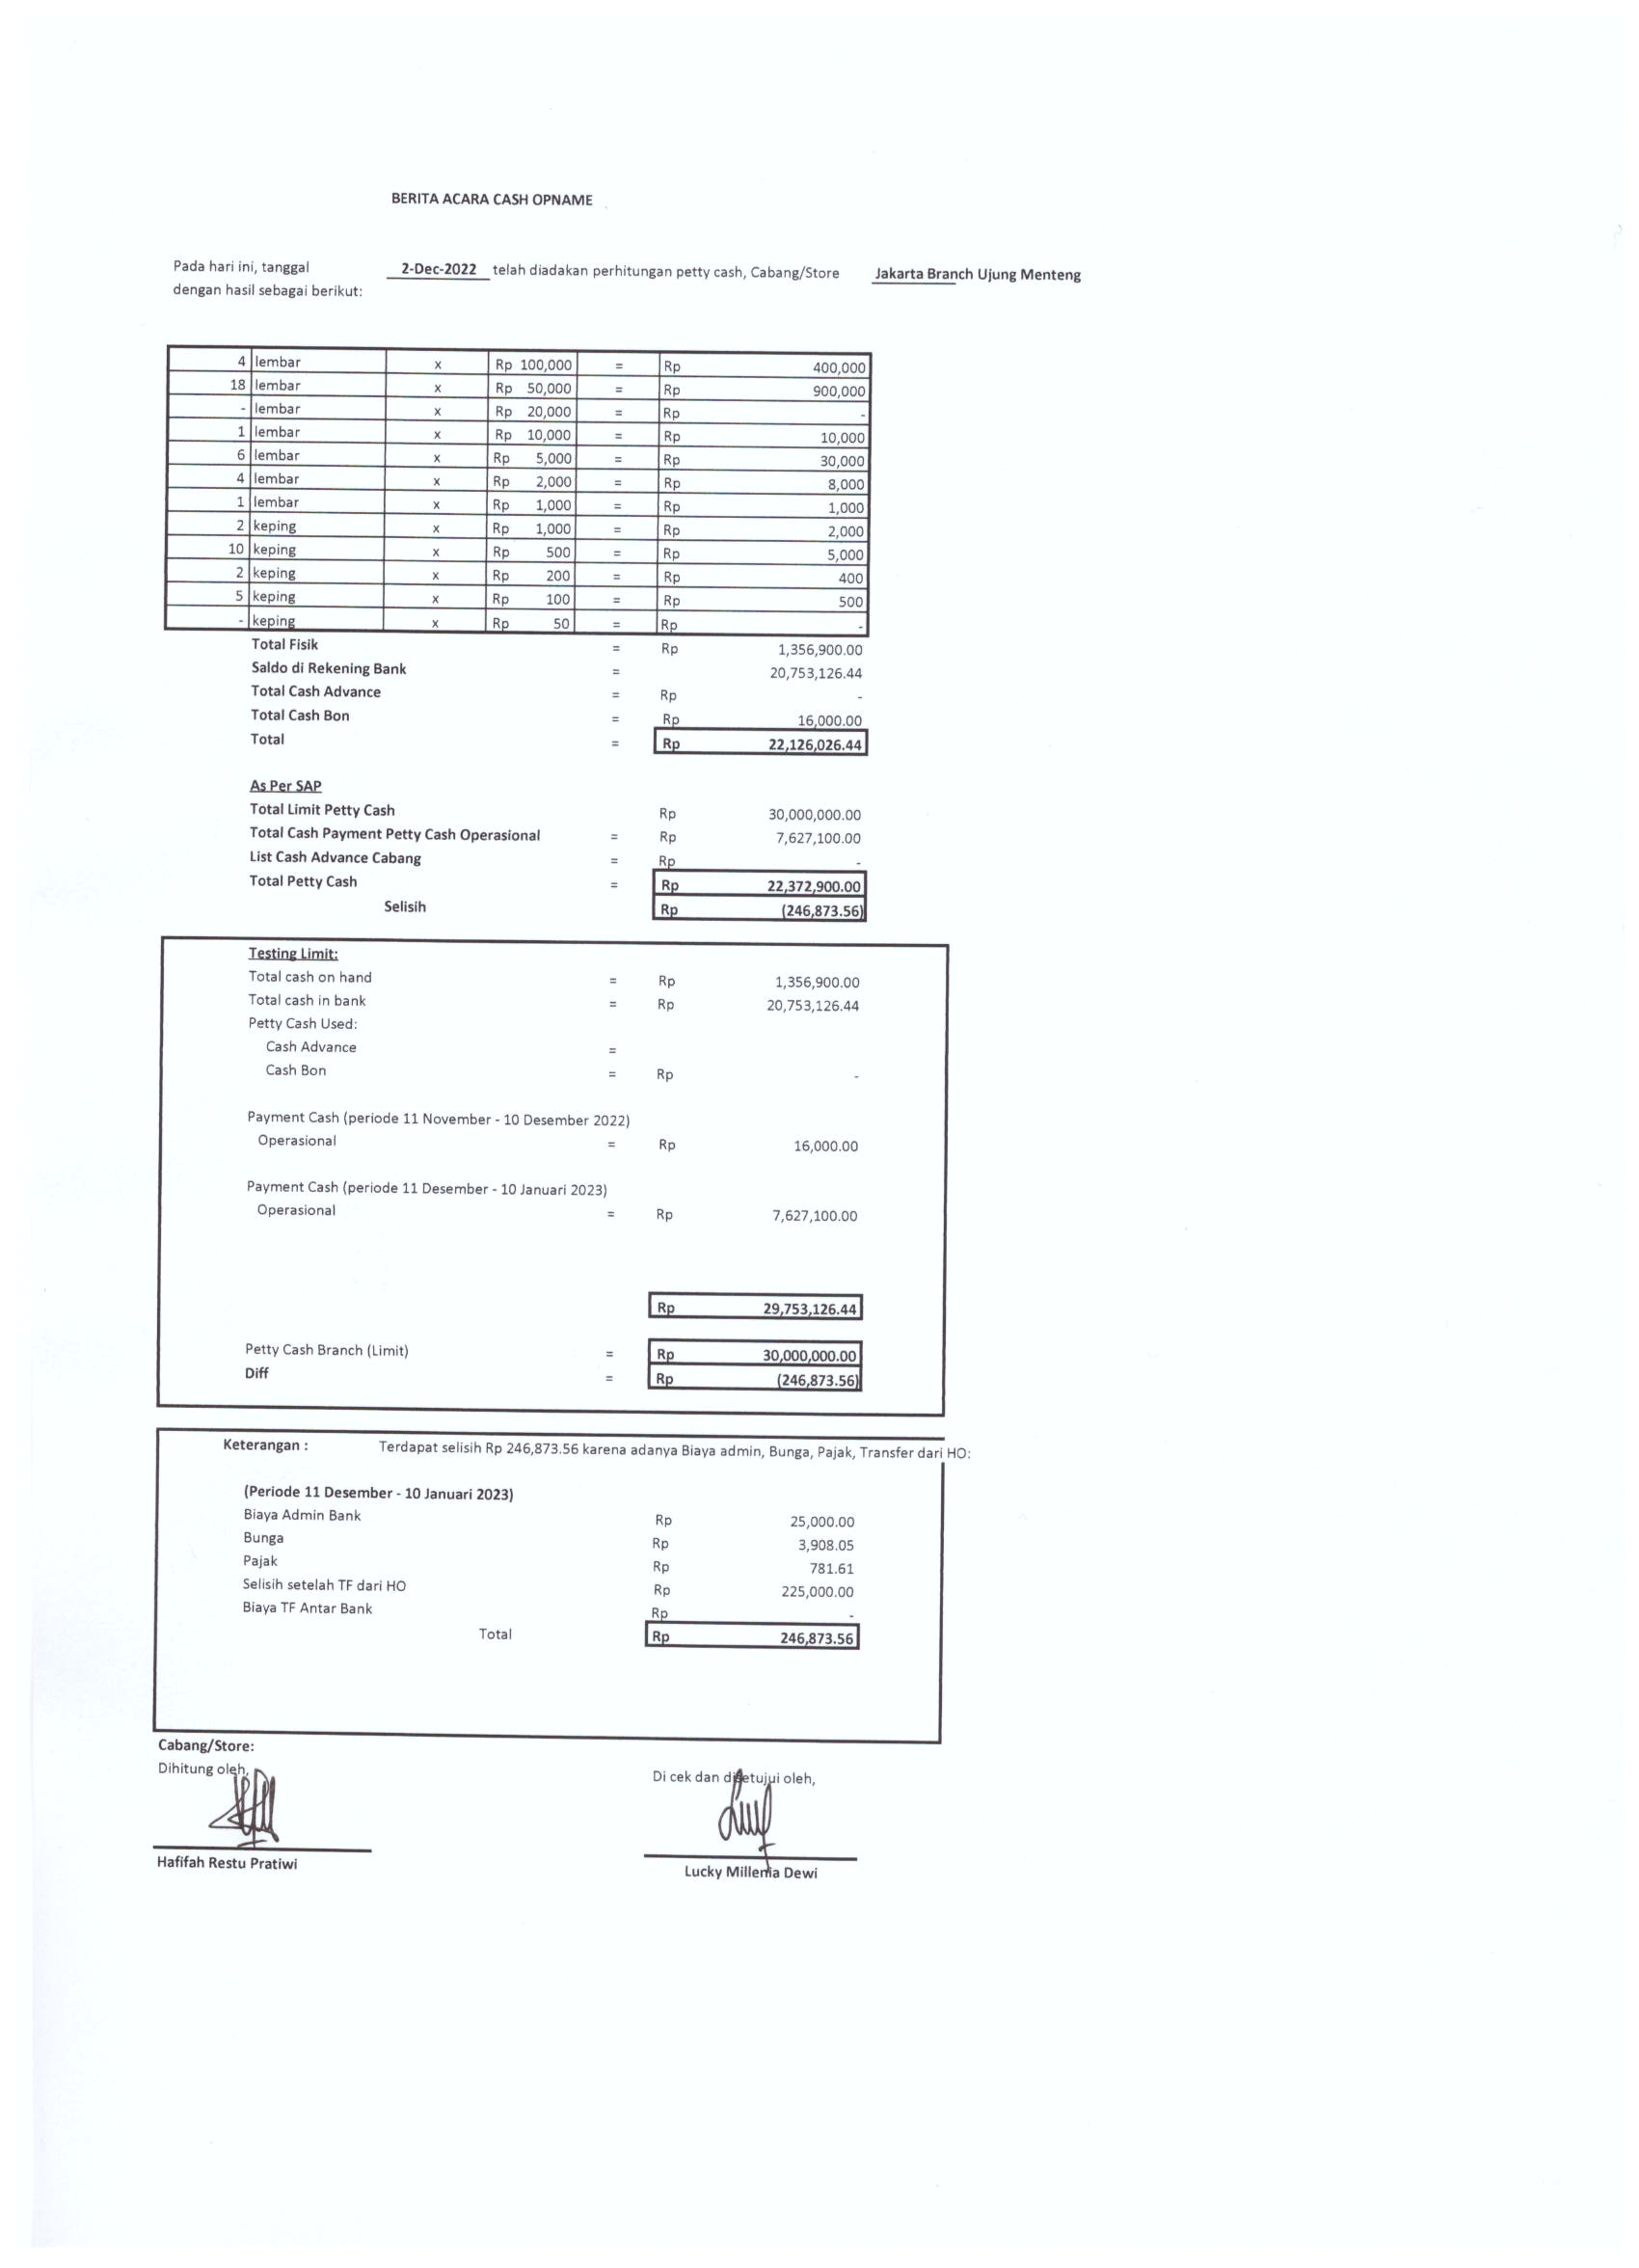 BERITA ACARA CASH OPNAME
Pada hari ini, tanggal 2-Dec-2022 telah diadakan perhitungan petty cash, Cabang/Store Jakarta Branch Ujung Menteng
dengan hasil sebagai berikut:
4 lembar x Rp 100,000 = Rp 400,000
18 lembar x Rp 50,000 = Rp 900,000
- lembar x Rp 20,000 = Rp -
1 lembar x Rp 10,000 = Rp 10,000
6 lembar x Rp 5,000 = Rp 30,000
4 lembar x Rp 2,000 = Rp 8,000
1 lembar x Rp 1,000 = Rp 1,000
2 keping x Rp 1,000 = Rp 2,000
10 keping x Rp 500 = Rp 5,000
2 keping x Rp 200 = Rp 400
5 keping x Rp 100 = Rp 500
- keping x Rp 50 = Rp -
Total Fisik = Rp 1,356,900.00
Saldo di Rekening Bank = 20,753,126.44
Total Cash Advance = Rp -
Total Cash Bon = Rp 16,000.00
Total = Rp 22,126,026.44
As Per SAP
Total Limit Petty Cash Rp 30,000,000.00
Total Cash Payment Petty Cash Operasional = Rp 7,627,100.00
List Cash Advance Cabang = Rp -
Total Petty Cash = Rp 22,372,900.00
Selisih Rp (246,873.56)
Testing Limit:
Total cash on hand = Rp 1,356,900.00
Total cash in bank = Rp 20,753,126.44
Petty Cash Used:
Cash Advance =
Cash Bon = Rp -
Payment Cash (periode 11 November - 10 Desember 2022)
Operasional = Rp 16,000.00
Payment Cash (periode 11 Desember - 10 Januari 2023)
Operasional = Rp 7,627,100.00
Rp 29,753,126.44
Petty Cash Branch (Limit) = Rp 30,000,000.00
Diff = Rp (246,873.56)
Keterangan : Terdapat selisih Rp 246,873.56 karena adanya Biaya admin, Bunga, Pajak, Transfer dari HO:
(Periode 11 Desember - 10 Januari 2023)
Biaya Admin Bank Rp 25,000.00
Bunga Rp 3,908.05
Pajak Rp 781.61
Selisih setelah TF dari HO Rp 225,000.00
Biaya TF Antar Bank Rp -
Total Rp 246,873.56
Cabang/Store:
Dihitung oleh, Di cek dan disetujui oleh,
Hafifah Restu Pratiwi Lucky Millenia Dewi